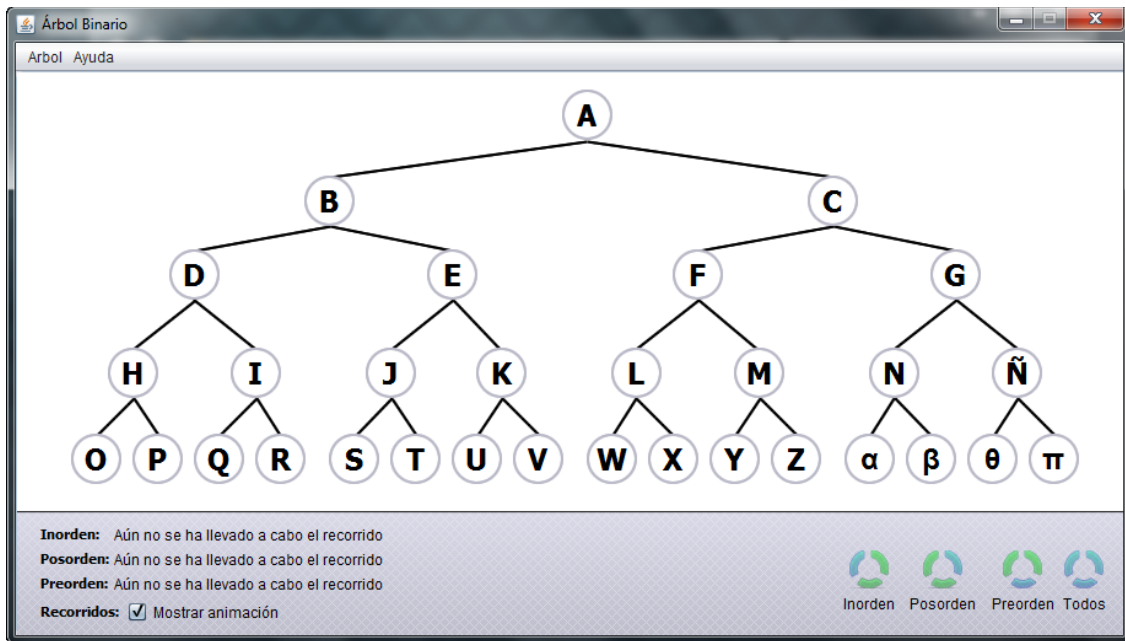 Árbol Binario
Arbol Ayuda
A
B C
D E F G
H I J K L M N Ñ
O P Q R S T U V W X Y Z α β θ π
Inorden: Aún no se ha llevado a cabo el recorrido
Posorden: Aún no se ha llevado a cabo el recorrido
Preorden: Aún no se ha llevado a cabo el recorrido
Recorridos: Mostrar animación
Inorden Posorden Preorden Todos